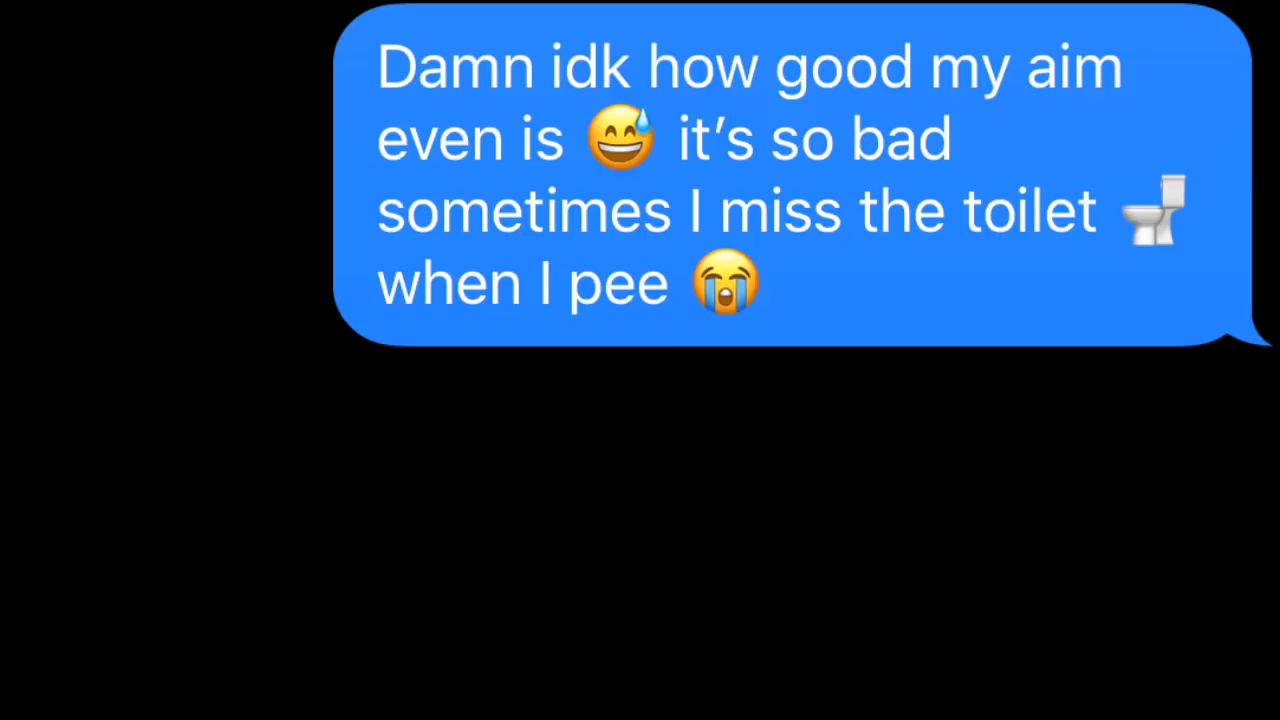 Damn idk how good my aim
even is 😅 it’s so bad
sometimes I miss the toilet 🚽
when I pee 😭